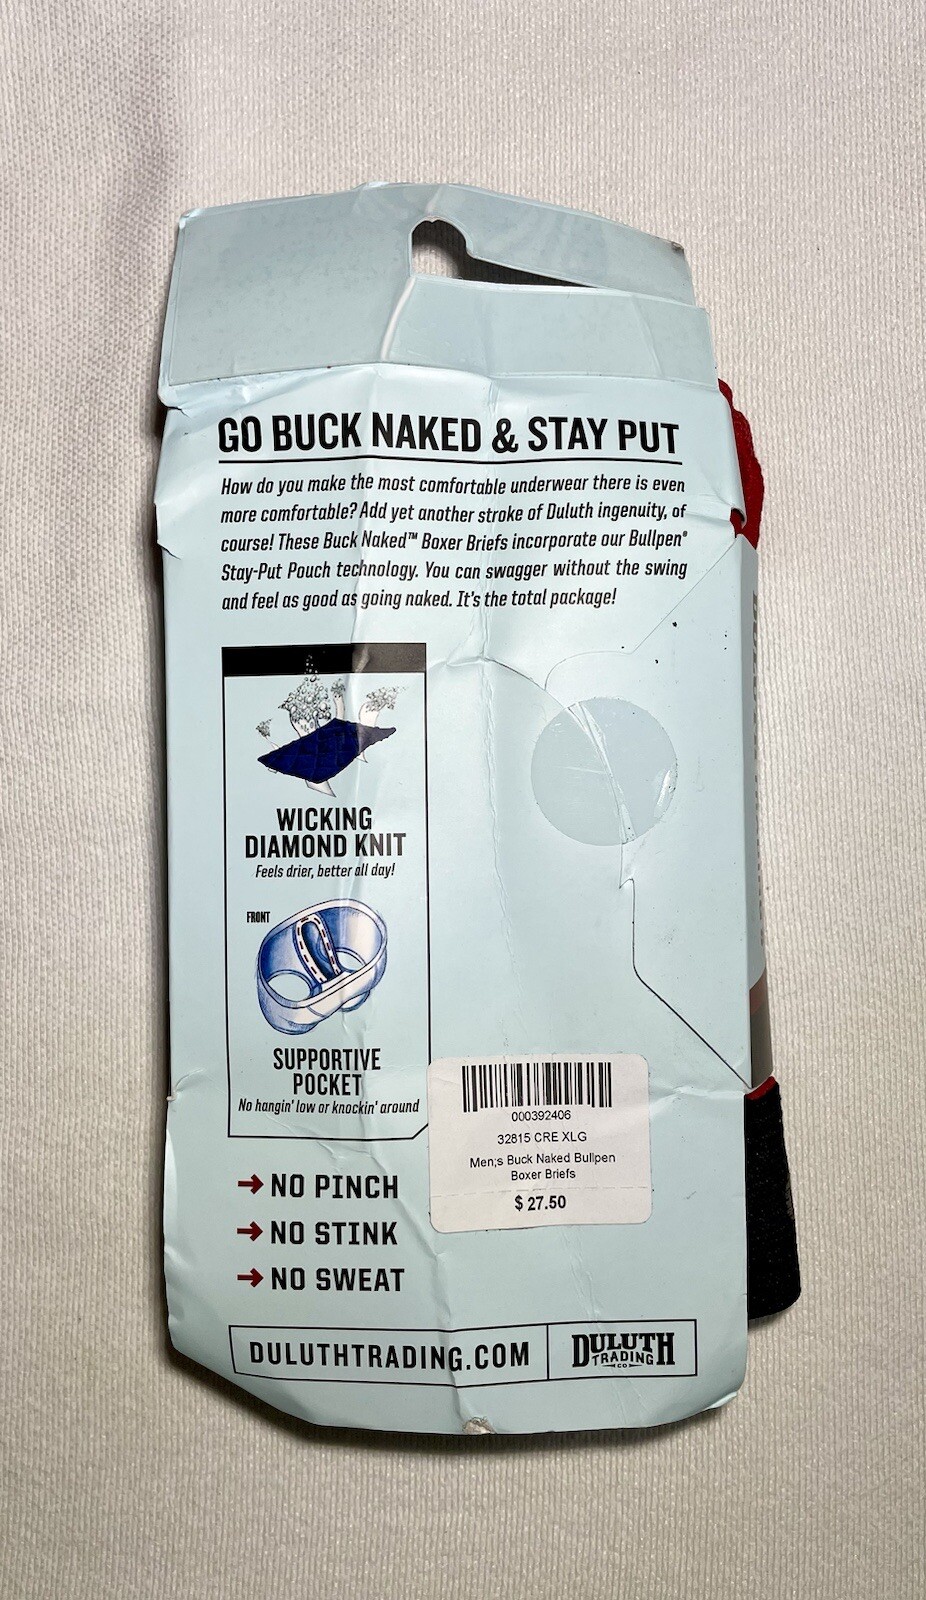 GO BUCK NAKED & STAY PUT
How do you make the most comfortable underwear there is even
more comfortable? Add yet another stroke of Duluth ingenuity, of
course! These Buck Naked™ Boxer Briefs incorporate our Bullpen®
Stay-Put Pouch technology. You can swagger without the swing
and feel as good as going naked. It's the total package!
WICKING
DIAMOND KNIT
Feels drier, better all day!
FRONT
SUPPORTIVE
POCKET
No hangin' low or knockin' around
000392406
32815 CRE XLG
Men;s Buck Naked Bullpen
Boxer Briefs
$ 27.50
→ NO PINCH
→ NO STINK
→ NO SWEAT
DULUTHTRADING.COM
DULUTH
TRADING
CO